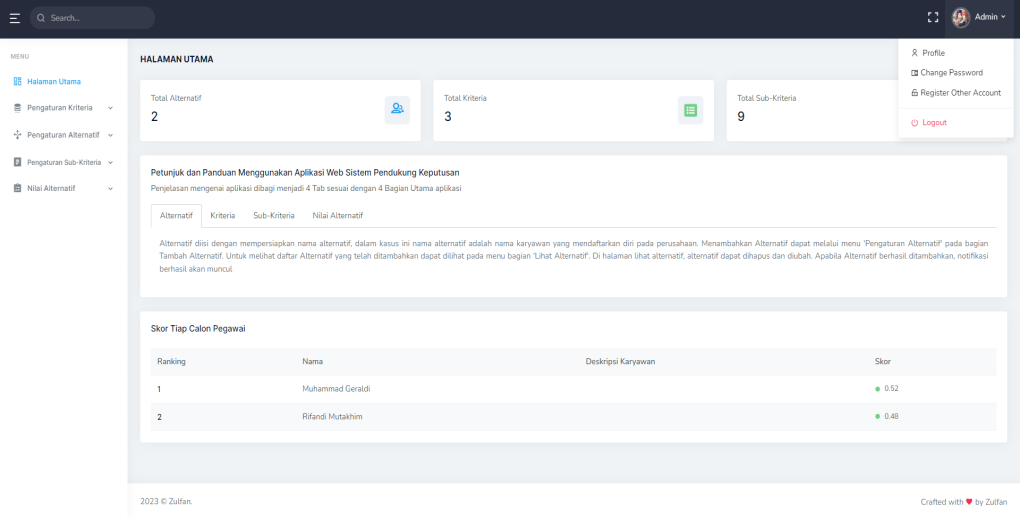 Search...
Admin
Profile
Change Password
Register Other Account
Logout
MENU
Halaman Utama
Pengaturan Kriteria
Pengaturan Alternatif
Pengaturan Sub-Kriteria
Nilai Alternatif
HALAMAN UTAMA
Total Alternatif
2
Total Kriteria
3
Total Sub-Kriteria
9
Petunjuk dan Panduan Menggunakan Aplikasi Web Sistem Pendukung Keputusan
Penjelasan mengenai aplikasi dibagi menjadi 4 Tab sesuai dengan 4 Bagian Utama aplikasi
Alternatif Kriteria Sub-Kriteria Nilai Alternatif
Alternatif diisi dengan mempersiapkan nama alternatif, dalam kasus ini nama alternatif adalah nama karyawan yang mendaftarkan diri pada perusahaan. Menambahkan Alternatif dapat melalui menu 'Pengaturan Alternatif' pada bagian
Tambah Alternatif. Untuk melihat daftar Alternatif yang telah ditambahkan dapat dilihat pada menu bagian 'Lihat Alternatif'. Di halaman lihat alternatif, alternatif dapat dihapus dan diubah. Apabila Alternatif berhasil ditambahkan, notifikasi
berhasil akan muncul
Skor Tiap Calon Pegawai
Ranking Nama Deskripsi Karyawan Skor
1 Muhammad Geraldi 0.52
2 Rifandi Mutakhim 0.48
2023 © Zulfan.
Crafted with ♥ by Zulfan